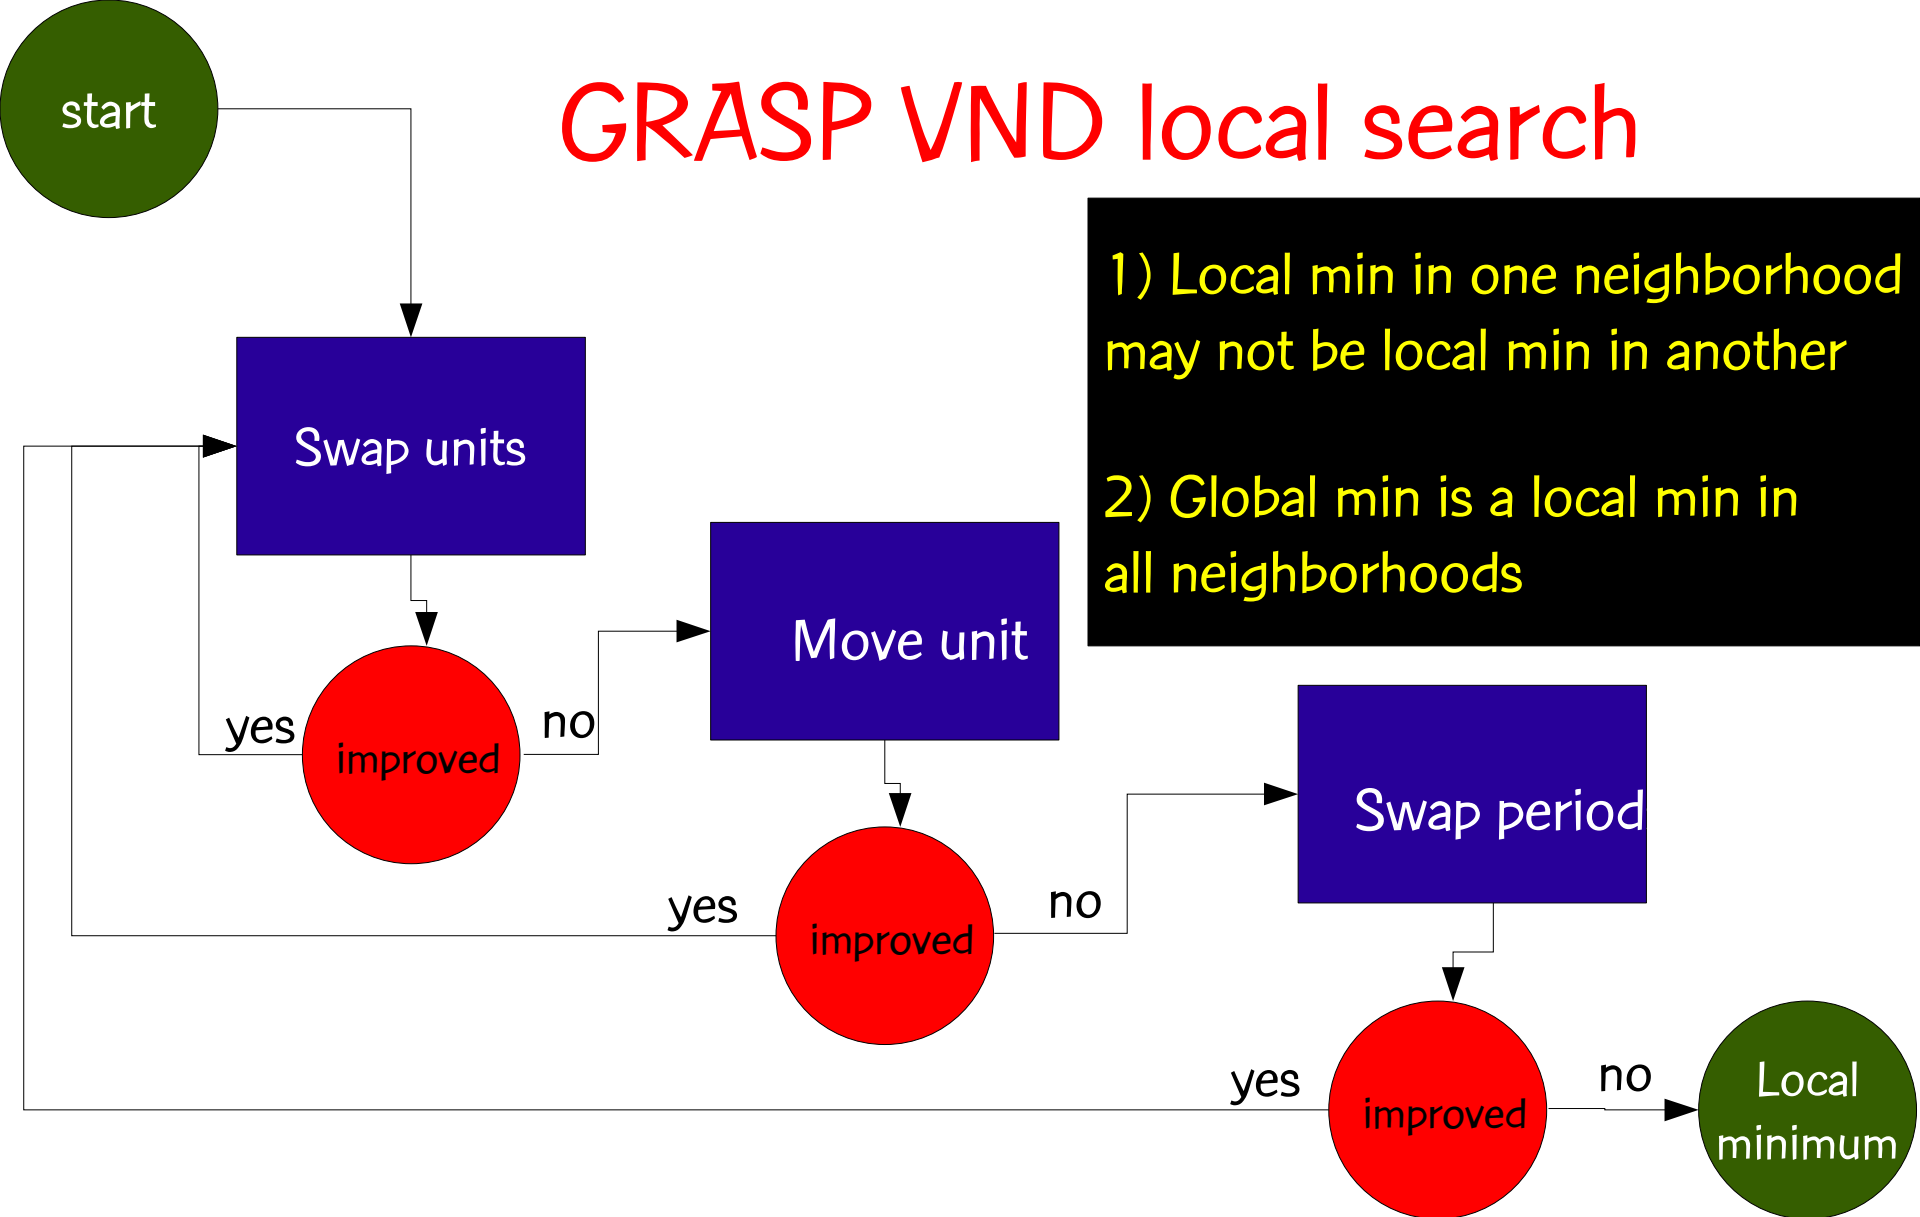 start
GRASP VND local search
1) Local min in one neighborhood
may not be local min in another
2) Global min is a local min in
all neighborhoods
Swap units
Move unit
yes
improved
no
Swap period
yes
improved
no
yes
improved
no
Local
minimum